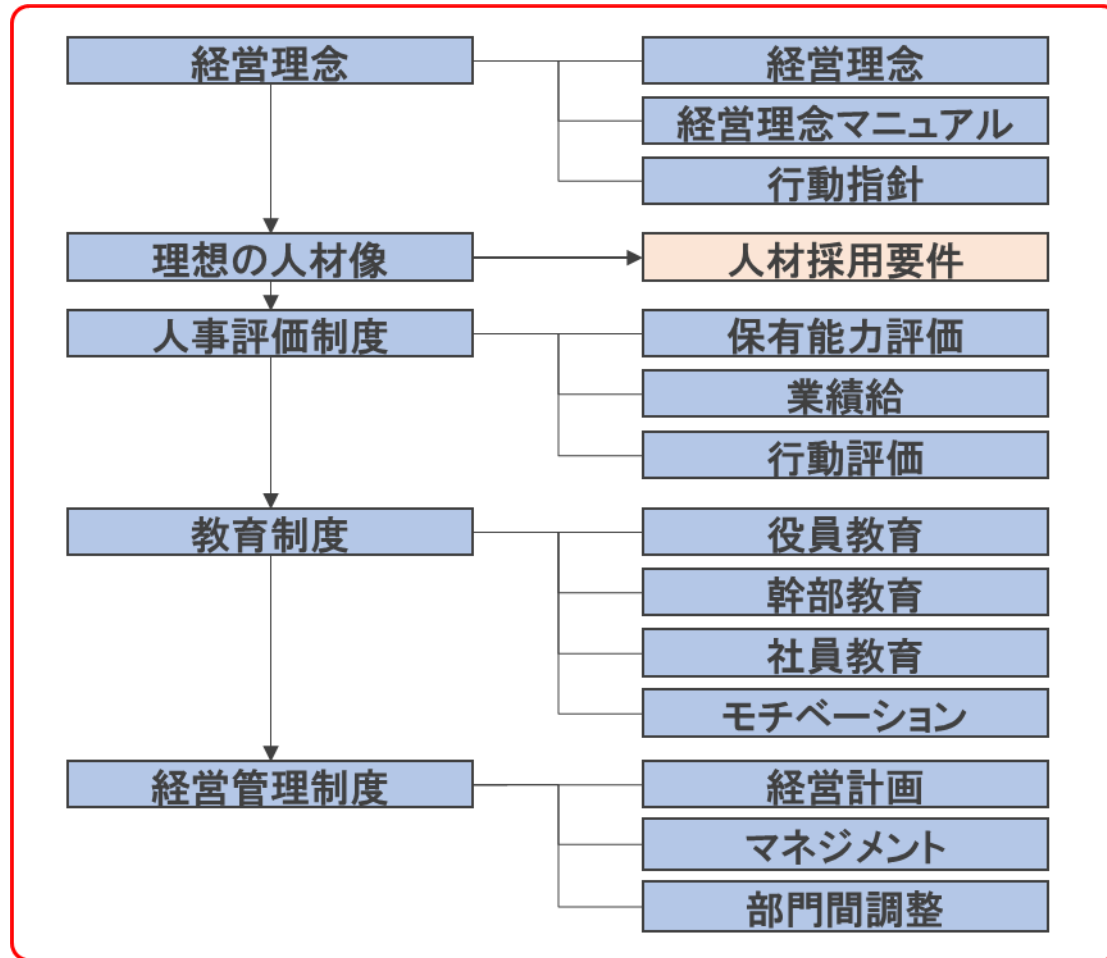 経営理念
経営理念
経営理念マニュアル
行動指針
理想の人材像
人材採用要件
人事評価制度
保有能力評価
業績給
行動評価
教育制度
役員教育
幹部教育
社員教育
モチベーション
経営管理制度
経営計画
マネジメント
部門間調整